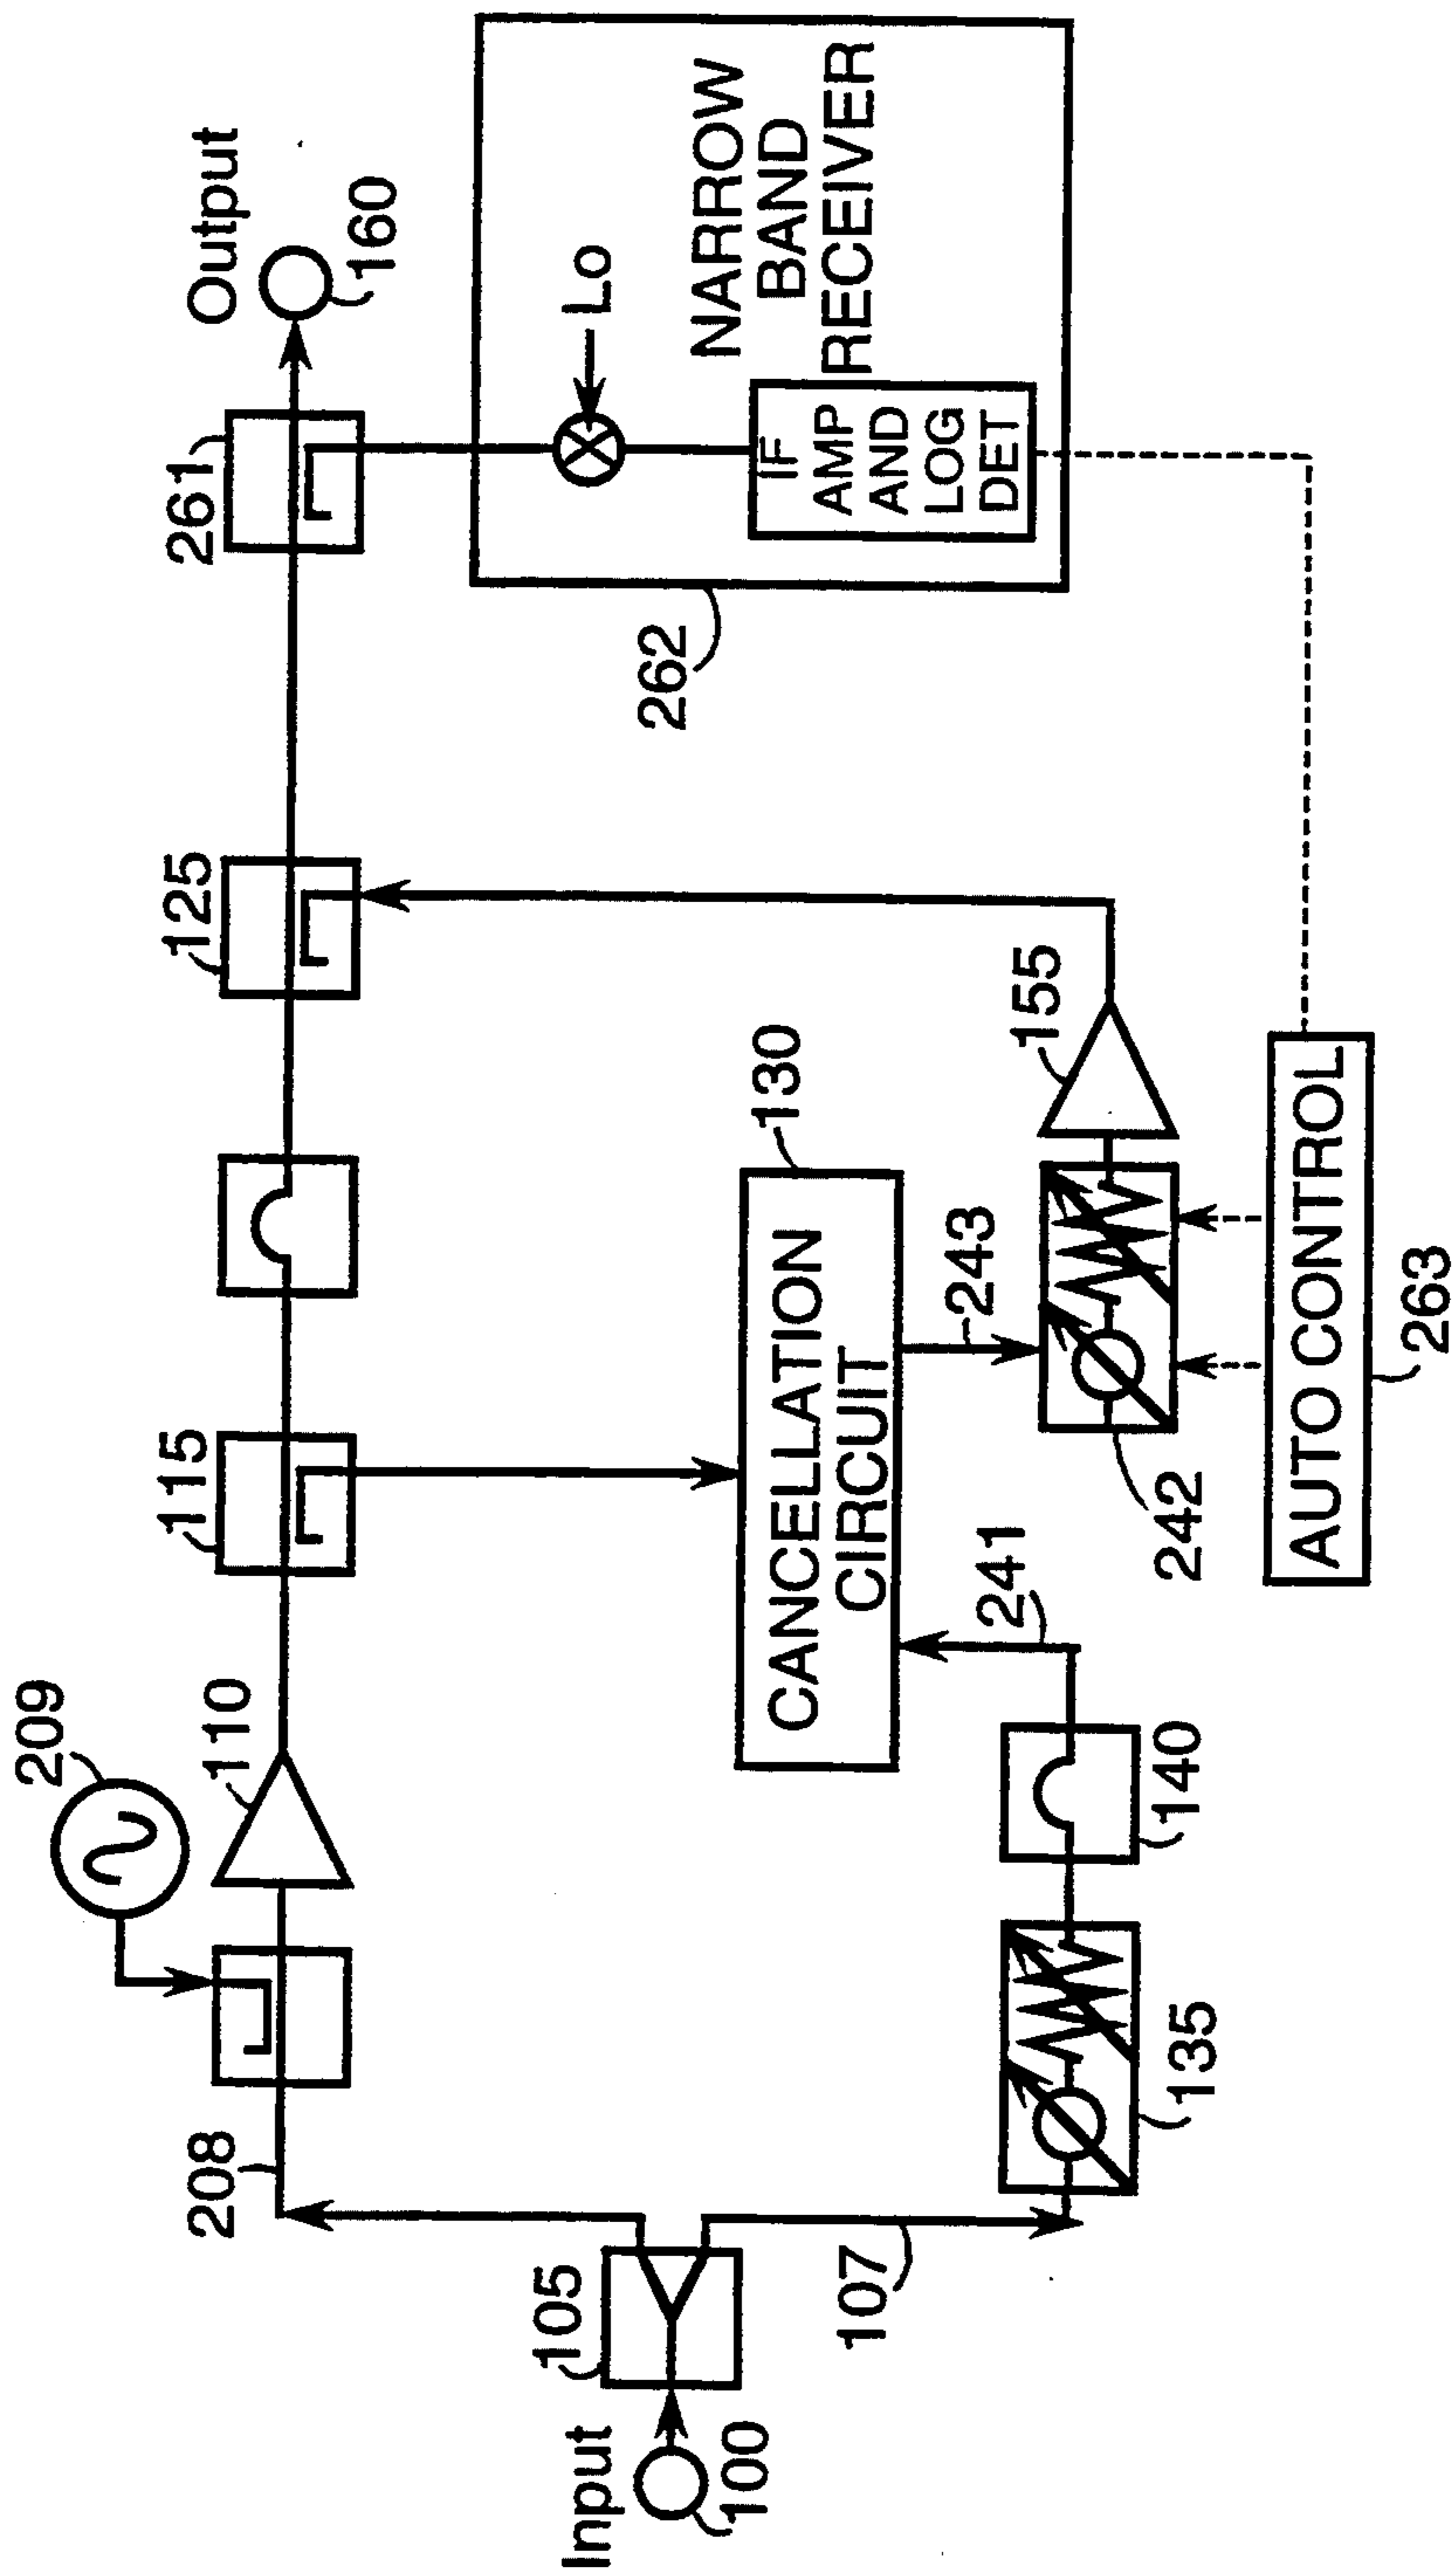 209
110
208
115
125
261
Output
160
Input
100
105
107
CANCELLATION
CIRCUIT
130
262
Lo
NARROW
BAND
RECEIVER
IF
AMP
AND
LOG
DET
135
140
241
243
242
155
AUTO CONTROL
263